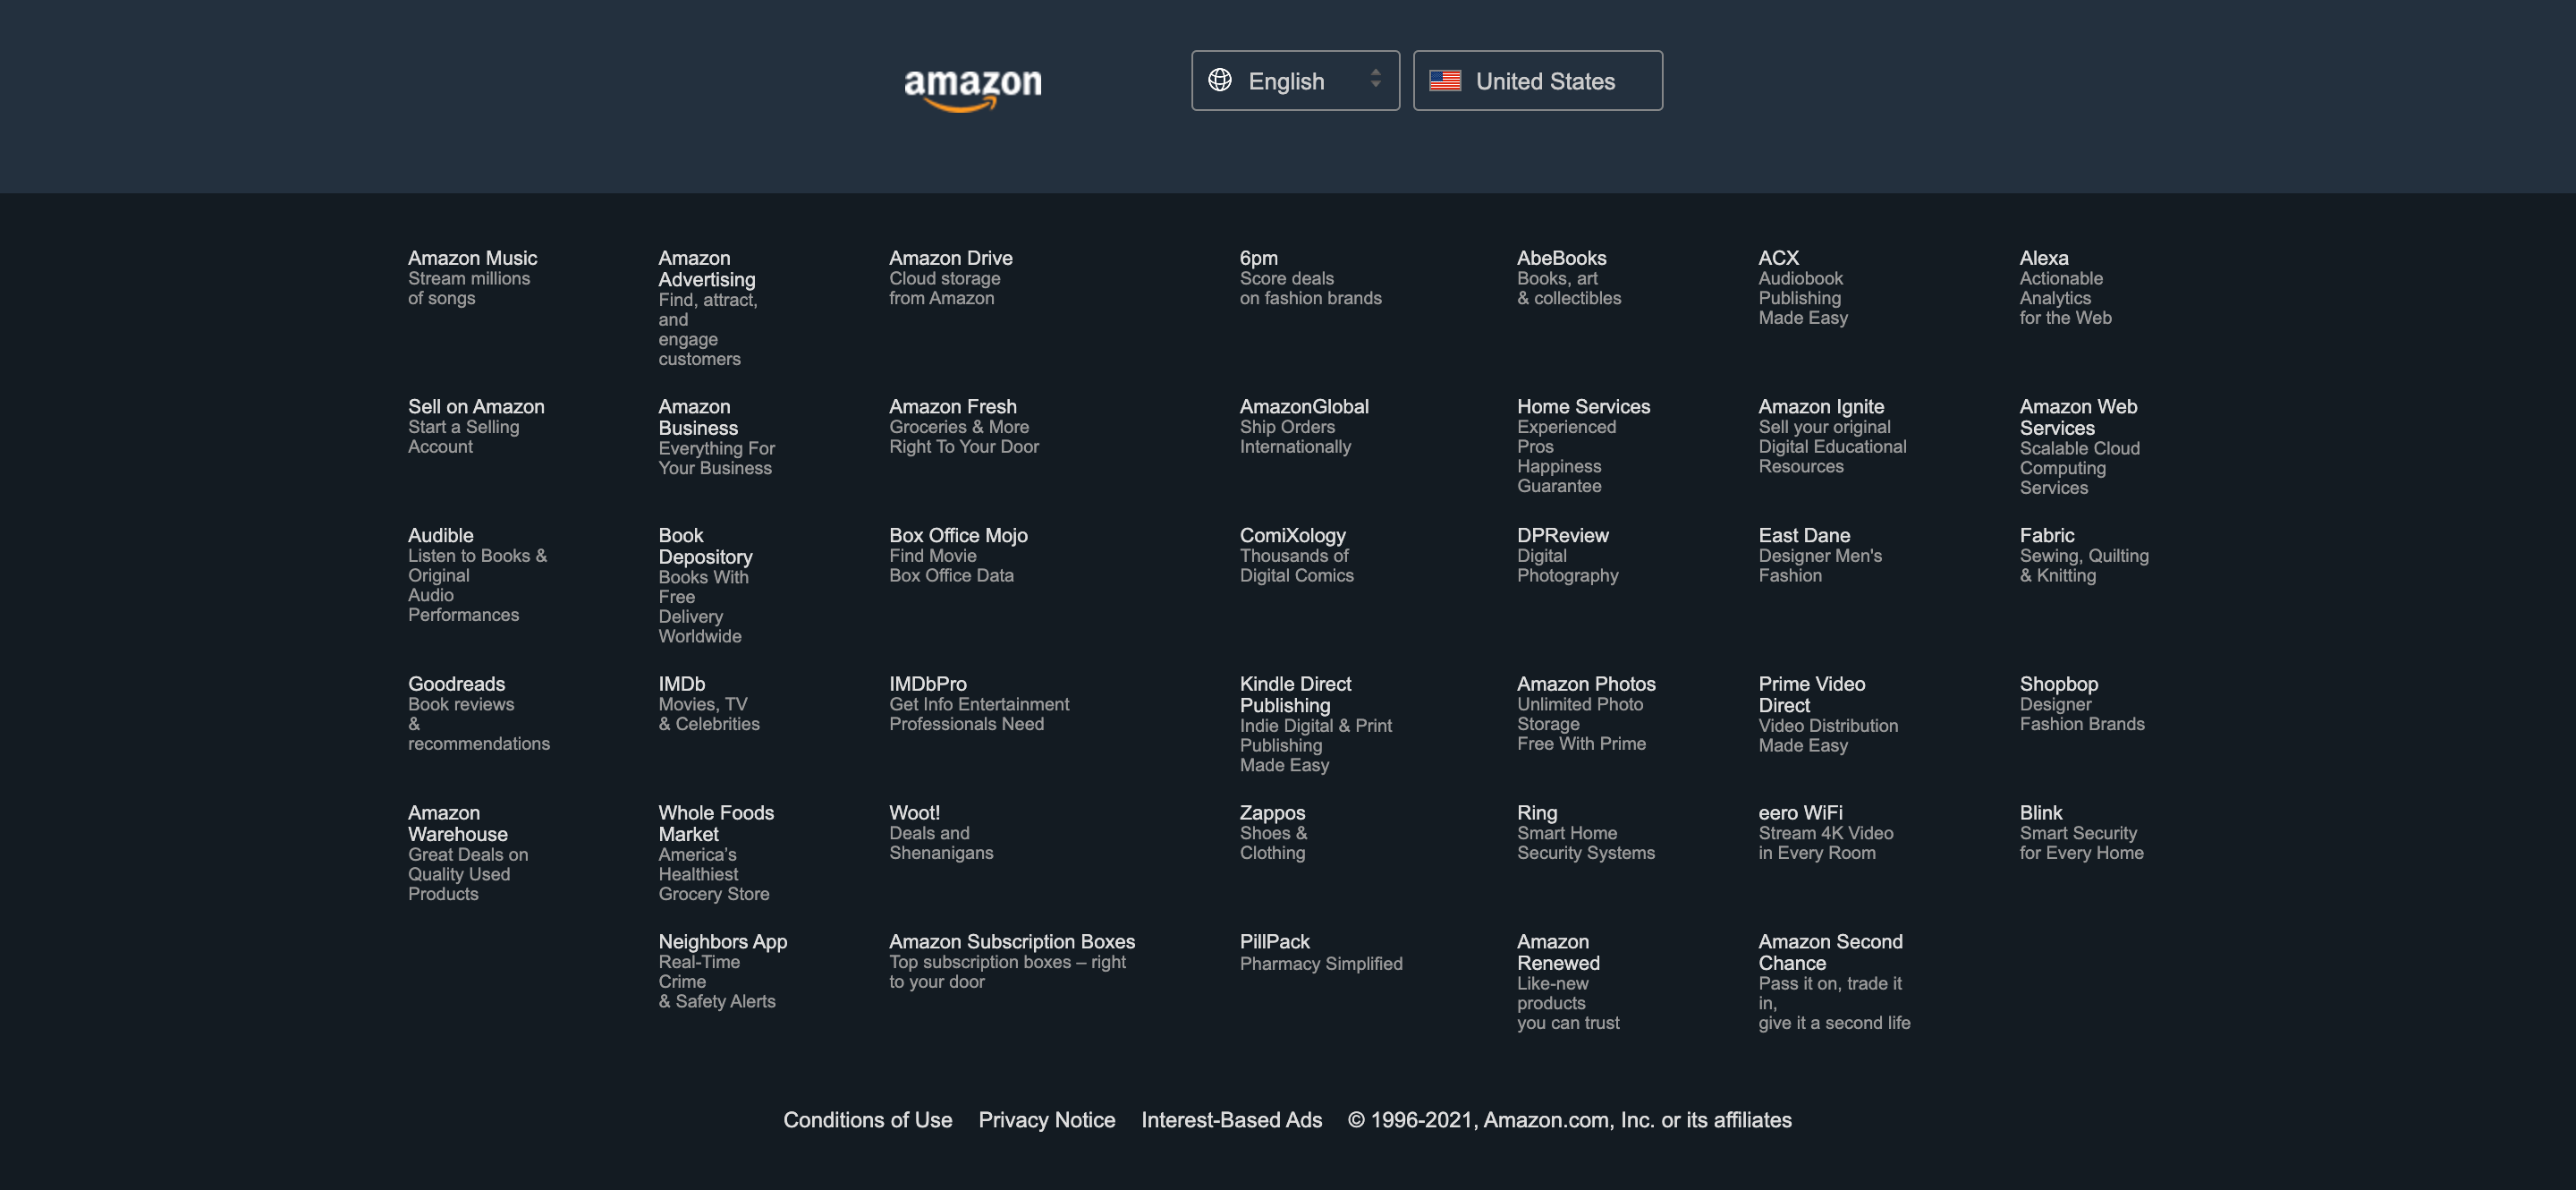 amazon
English
United States
Amazon Music
Stream millions
of songs
Amazon
Advertising
Find, attract,
and
engage
customers
Amazon Drive
Cloud storage
from Amazon
6pm
Score deals
on fashion brands
AbeBooks
Books, art
& collectibles
ACX
Audiobook
Publishing
Made Easy
Alexa
Actionable
Analytics
for the Web
Sell on Amazon
Start a Selling
Account
Amazon
Business
Everything For
Your Business
Amazon Fresh
Groceries & More
Right To Your Door
AmazonGlobal
Ship Orders
Internationally
Home Services
Experienced
Pros
Happiness
Guarantee
Amazon Ignite
Sell your original
Digital Educational
Resources
Amazon Web
Services
Scalable Cloud
Computing
Services
Audible
Listen to Books &
Original
Audio
Performances
Book
Depository
Books With
Free
Delivery
Worldwide
Box Office Mojo
Find Movie
Box Office Data
ComiXology
Thousands of
Digital Comics
DPReview
Digital
Photography
East Dane
Designer Men's
Fashion
Fabric
Sewing, Quilting
& Knitting
Goodreads
Book reviews
&
recommendations
IMDb
Movies, TV
& Celebrities
IMDbPro
Get Info Entertainment
Professionals Need
Kindle Direct
Publishing
Indie Digital & Print
Publishing
Made Easy
Amazon Photos
Unlimited Photo
Storage
Free With Prime
Prime Video
Direct
Video Distribution
Made Easy
Shopbop
Designer
Fashion Brands
Amazon
Warehouse
Great Deals on
Quality Used
Products
Whole Foods
Market
America's
Healthiest
Grocery Store
Woot!
Deals and
Shenanigans
Zappos
Shoes &
Clothing
Ring
Smart Home
Security Systems
eero WiFi
Stream 4K Video
in Every Room
Blink
Smart Security
for Every Home
Neighbors App
Real-Time
Crime
& Safety Alerts
Amazon Subscription Boxes
Top subscription boxes – right
to your door
PillPack
Pharmacy Simplified
Amazon
Renewed
Like-new
products
you can trust
Amazon Second
Chance
Pass it on, trade it
in,
give it a second life
Conditions of Use Privacy Notice Interest-Based Ads © 1996-2021, Amazon.com, Inc. or its affiliates